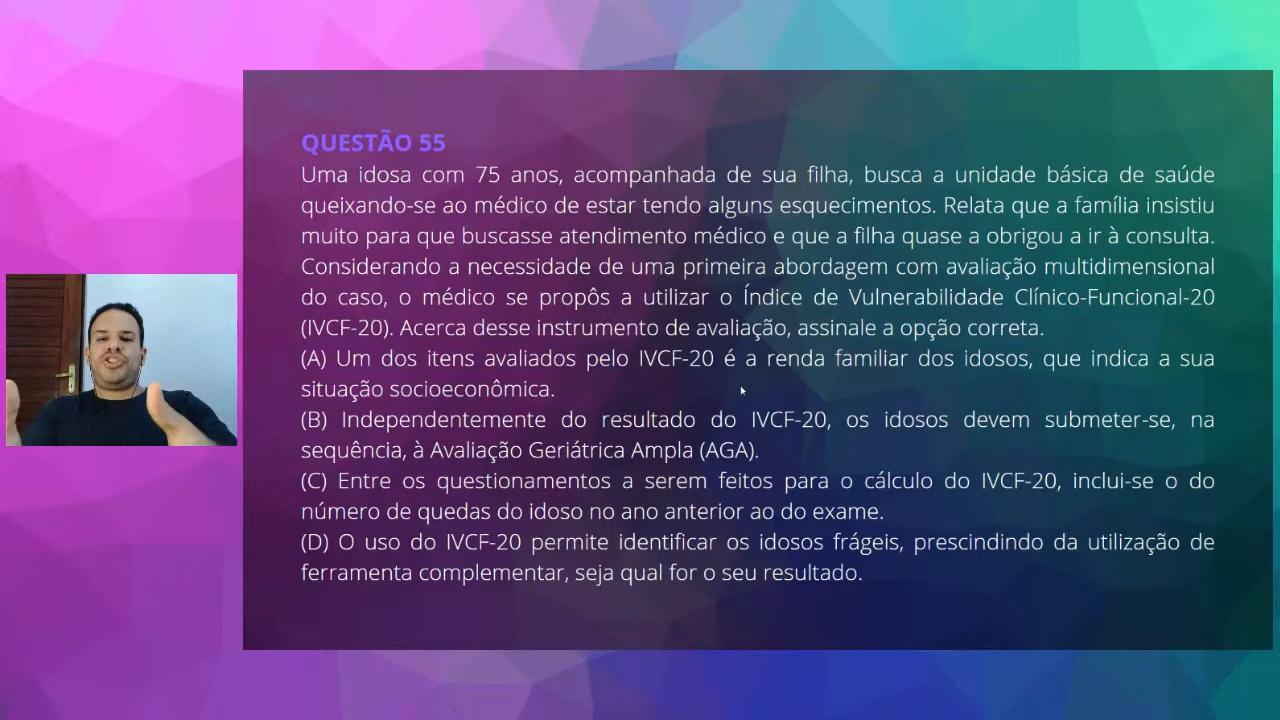 QUESTÃO 55
Uma idosa com 75 anos, acompanhada de sua filha, busca a unidade básica de saúde
queixando-se ao médico de estar tendo alguns esquecimentos. Relata que a família insistiu
muito para que buscasse atendimento médico e que a filha quase a obrigou a ir à consulta.
Considerando a necessidade de uma primeira abordagem com avaliação multidimensional
do caso, o médico se propôs a utilizar o Índice de Vulnerabilidade Clínico-Funcional-20
(IVCF-20). Acerca desse instrumento de avaliação, assinale a opção correta.
(A) Um dos itens avaliados pelo IVCF-20 é a renda familiar dos idosos, que indica a sua
situação socioeconômica.
(B) Independentemente do resultado do IVCF-20, os idosos devem submeter-se, na
sequência, à Avaliação Geriátrica Ampla (AGA).
(C) Entre os questionamentos a serem feitos para o cálculo do IVCF-20, inclui-se o do
número de quedas do idoso no ano anterior ao do exame.
(D) O uso do IVCF-20 permite identificar os idosos frágeis, prescindindo da utilização de
ferramenta complementar, seja qual for o seu resultado.